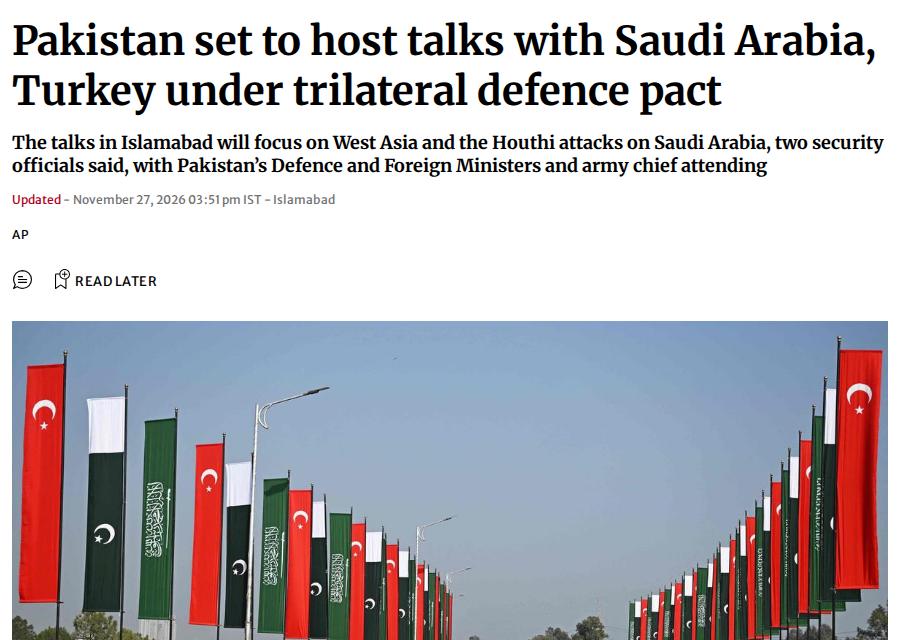 Pakistan set to host talks with Saudi Arabia,
Turkey under trilateral defence pact
The talks in Islamabad will focus on West Asia and the Houthi attacks on Saudi Arabia, two security
officials said, with Pakistan’s Defence and Foreign Ministers and army chief attending
Updated - November 27, 2026 03:51 pm IST - Islamabad
AP
READ LATER